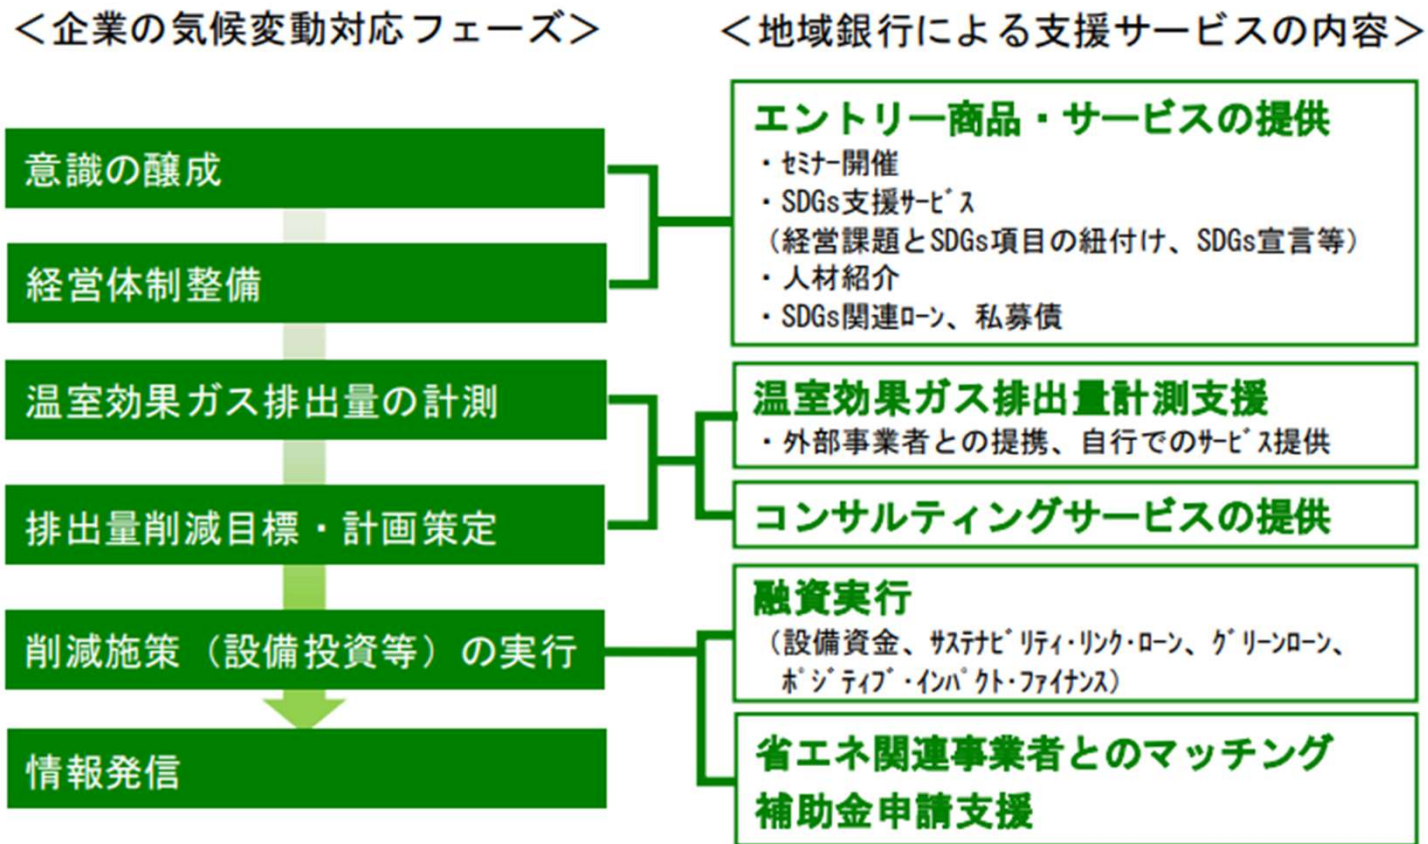 ＜企業の気候変動対応フェーズ＞
意識の醸成
経営体制整備
温室効果ガス排出量の計測
排出量削減目標・計画策定
削減施策（設備投資等）の実行
情報発信
＜地域銀行による支援サービスの内容＞
エントリー商品・サービスの提供
・ｾﾐﾅｰ開催
・SDGs支援ｻｰﾋﾞｽ
（経営課題とSDGs項目の紐付け、SDGs宣言等）
・人材紹介
・SDGs関連ﾛｰﾝ、私募債
温室効果ガス排出量計測支援
・外部事業者との提携、自行でのｻｰﾋﾞｽ提供
コンサルティングサービスの提供
融資実行
（設備資金、ｻｽﾃﾅﾋﾞﾘﾃｨ･ﾘﾝｸ･ﾛｰﾝ、ｸﾞﾘｰﾝﾛｰﾝ、
ﾎﾟｼﾞﾃｨﾌﾞ･ｲﾝﾊﾟｸﾄ･ﾌｧｲﾅﾝｽ）
省エネ関連事業者とのマッチング
補助金申請支援